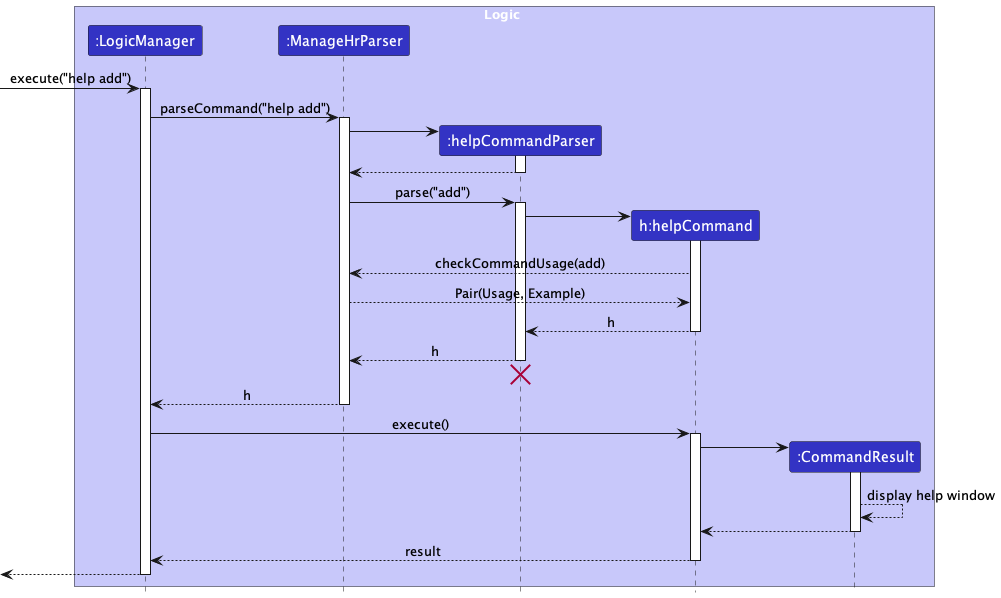 Logic
:LogicManager
:ManageHrParser
execute("help add")
parseCommand("help add")
:helpCommandParser
parse("add")
h:helpCommand
checkCommandUsage(add)
Pair(Usage, Example)
h
h
h
execute()
:CommandResult
display help window
result